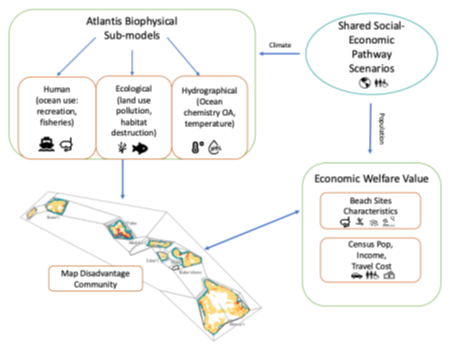 Atlantis Biophysical
Sub-models
Human
(ocean use:
recreation,
fisheries)
Ecological
(land use
pollution,
habitat
destruction)
Hydrographical
(Ocean
chemistry OA,
temperature)
Climate
Shared Social-
Economic
Pathway
Scenarios
Population
Economic Welfare Value
Beach Sites
Characteristics
Census Pop,
Income,
Travel Cost
Map Disadvantage
Community